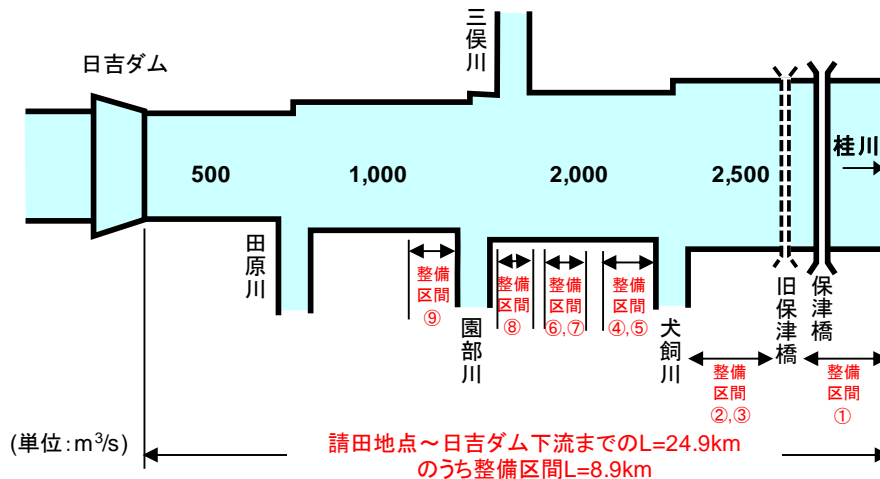 三俣川
日吉ダム
500
1,000
2,000
2,500
桂川
田原川
整備
区間
⑨
園部川
整備
区間
⑧
整備
区間
⑥,⑦
整備
区間
④,⑤
犬飼川
旧保津橋
保津橋
整備
区間
②,③
整備
区間
①
(単位:m³/s)
請田地点～日吉ダム下流までのL=24.9km
のうち整備区間L=8.9km